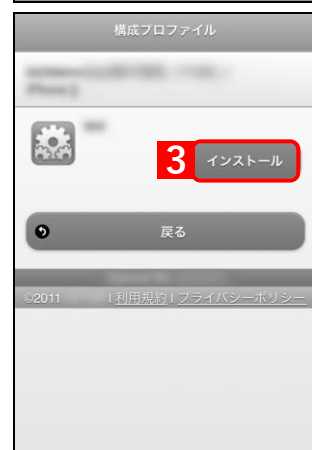 構成プロファイル
3 インストール
戻る
©2011 | 利用規約 | プライバシーポリシー